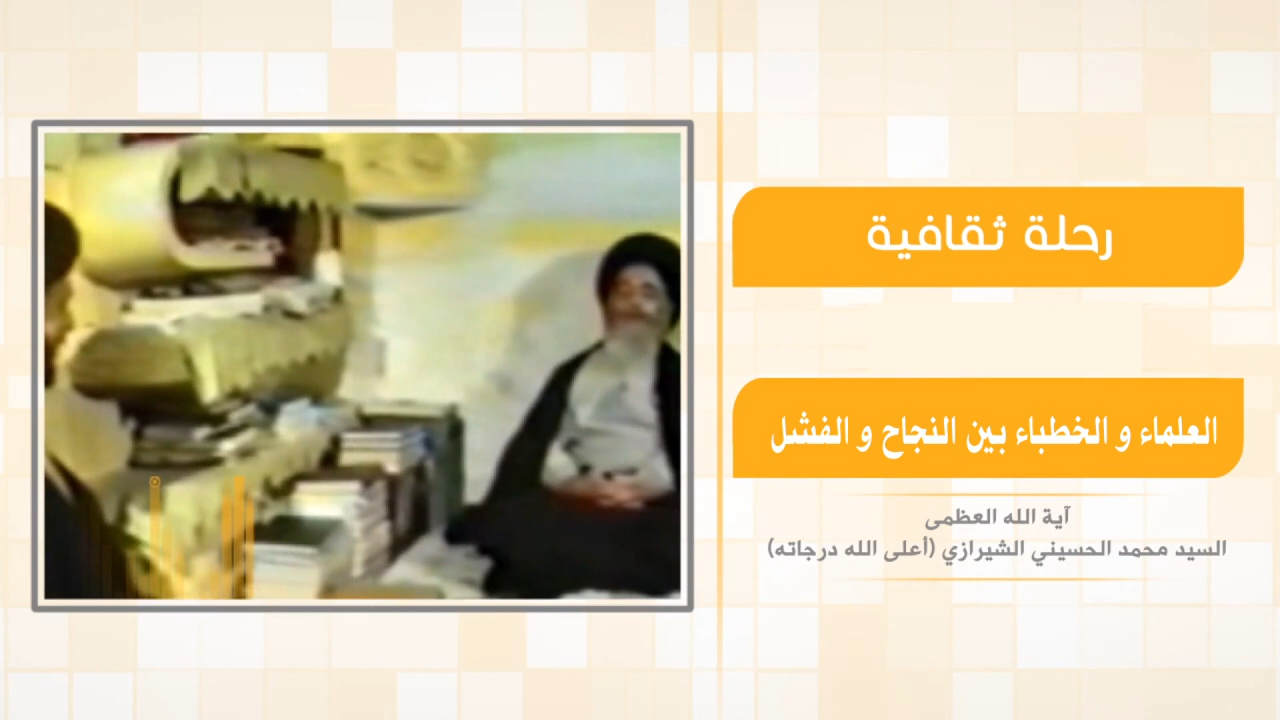 رحلة ثقافية
العلماء و الخطباء بين النجاح و الفشل
آية الله العظمى
السيد محمد الحسيني الشيرازي (أعلى الله درجاته)